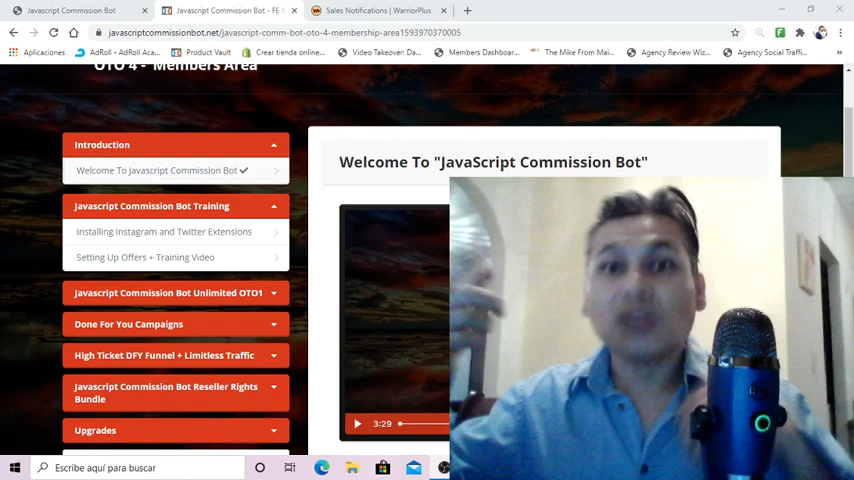 Javascript Commission Bot
Javascript Commission Bot - FE M
Sales Notifications | WarriorPlus
javascriptcommissionbot.net/javascript-comm-bot-oto-4-membership-area1593970370005
Aplicaciones
AdRoll - AdRoll Aca...
Product Vault
Crear tienda online...
Video Takeover: Da...
Members Dashboar...
The Mike From Mai...
Agency Review Wiz...
Agency Social Traffi...
OTO 4 - Members Area
Introduction
Welcome To Javascript Commission Bot
Javascript Commission Bot Training
Installing Instagram and Twitter Extensions
Setting Up Offers + Training Video
Javascript Commission Bot Unlimited OTO1
Done For You Campaigns
High Ticket DFY Funnel + Limitless Traffic
Javascript Commission Bot Reseller Rights
Bundle
Upgrades
Welcome To "JavaScript Commission Bot"
3:29
Escribe aquí para buscar